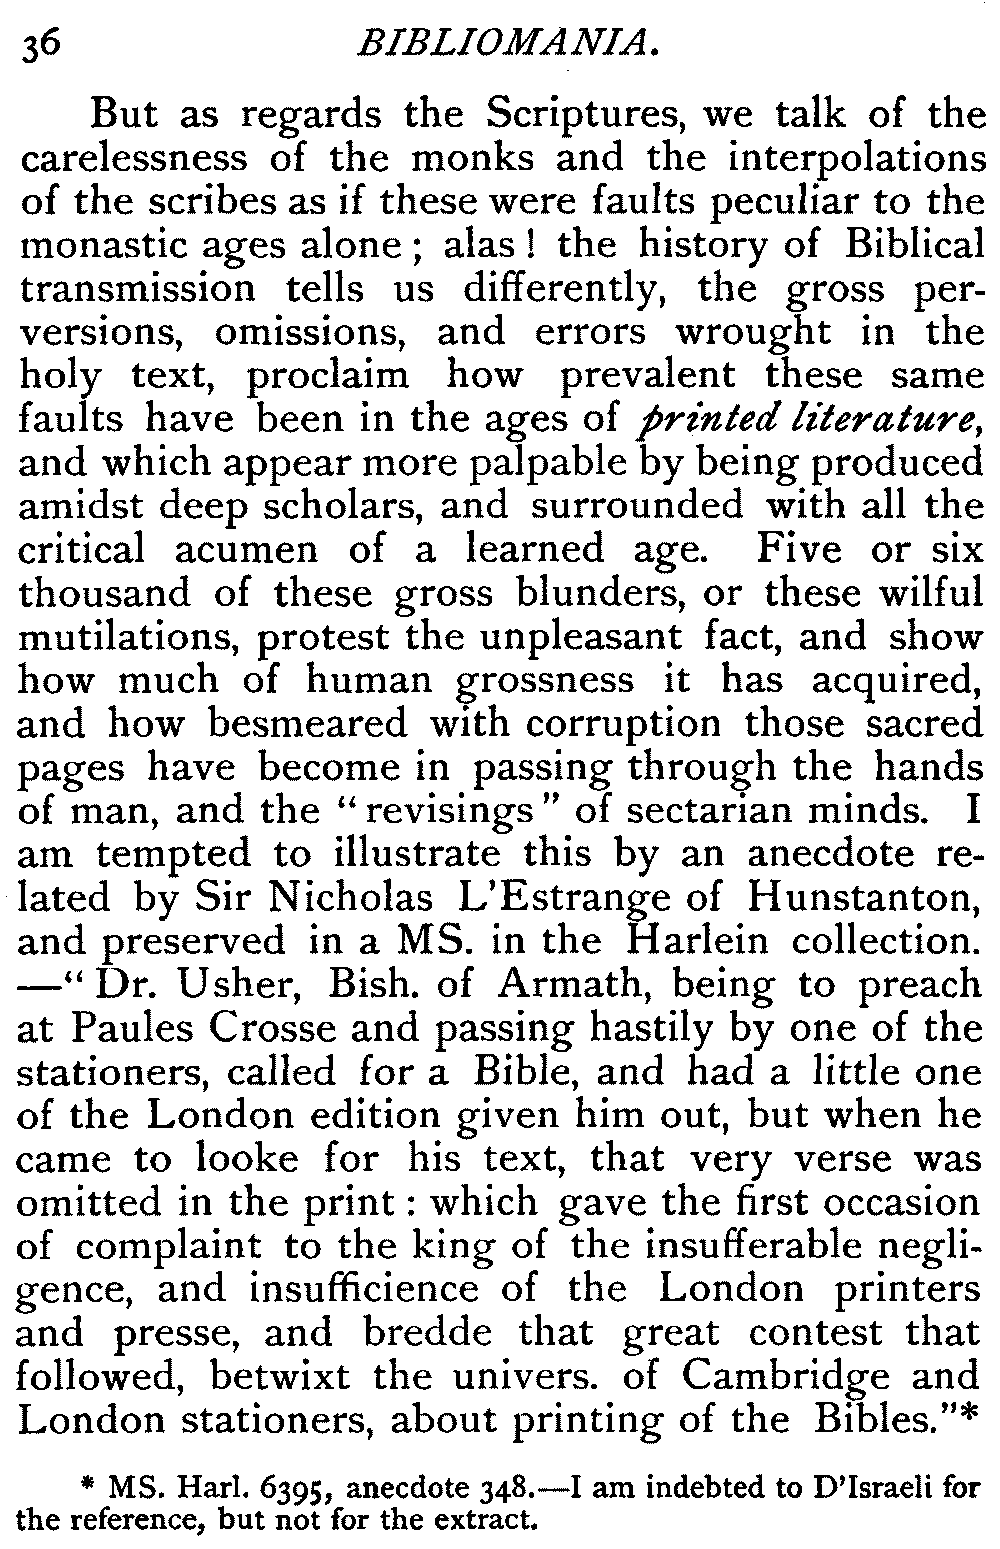 36 BIBLIOMANIA.
But as regards the Scriptures, we talk of the
carelessness of the monks and the interpolations
of the scribes as if these were faults peculiar to the
monastic ages alone ; alas ! the history of Biblical
transmission tells us differently, the gross per-
versions, omissions, and errors wrought in the
holy text, proclaim how prevalent these same
faults have been in the ages of printed literature,
and which appear more palpable by being produced
amidst deep scholars, and surrounded with all the
critical acumen of a learned age. Five or six
thousand of these gross blunders, or these wilful
mutilations, protest the unpleasant fact, and show
how much of human grossness it has acquired,
and how besmeared with corruption those sacred
pages have become in passing through the hands
of man, and the “ revisings ” of sectarian minds. I
am tempted to illustrate this by an anecdote re-
lated by Sir Nicholas L’Estrange of Hunstanton,
and preserved in a MS. in the Harlein collection.
—“ Dr. Usher, Bish. of Armath, being to preach
at Paules Crosse and passing hastily by one of the
stationers, called for a Bible, and had a little one
of the London edition given him out, but when he
came to looke for his text, that very verse was
omitted in the print : which gave the first occasion
of complaint to the king of the insufferable negli-
gence, and insufficience of the London printers
and presse, and bredde that great contest that
followed, betwixt the univers. of Cambridge and
London stationers, about printing of the Bibles.”*
* MS. Harl. 6395, anecdote 348.—I am indebted to D’Israeli for
the reference, but not for the extract.